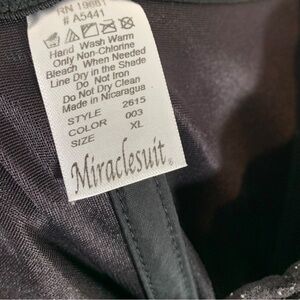 RN 19661
# A5441
Hand Wash Warm
Only Non-Chlorine
Bleach When Needed
Line Dry in the Shade
Do Not Iron
Do Not Dry Clean
Made in Nicaragua
STYLE 2615
COLOR 003
SIZE XL
Miraclesuit®